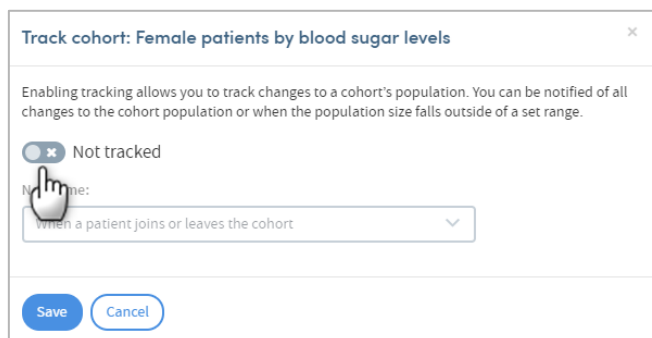 Track cohort: Female patients by blood sugar levels
Enabling tracking allows you to track changes to a cohort's population. You can be notified of all
changes to the cohort population or when the population size falls outside of a set range.
Not tracked
When a patient joins or leaves the cohort
Save Cancel